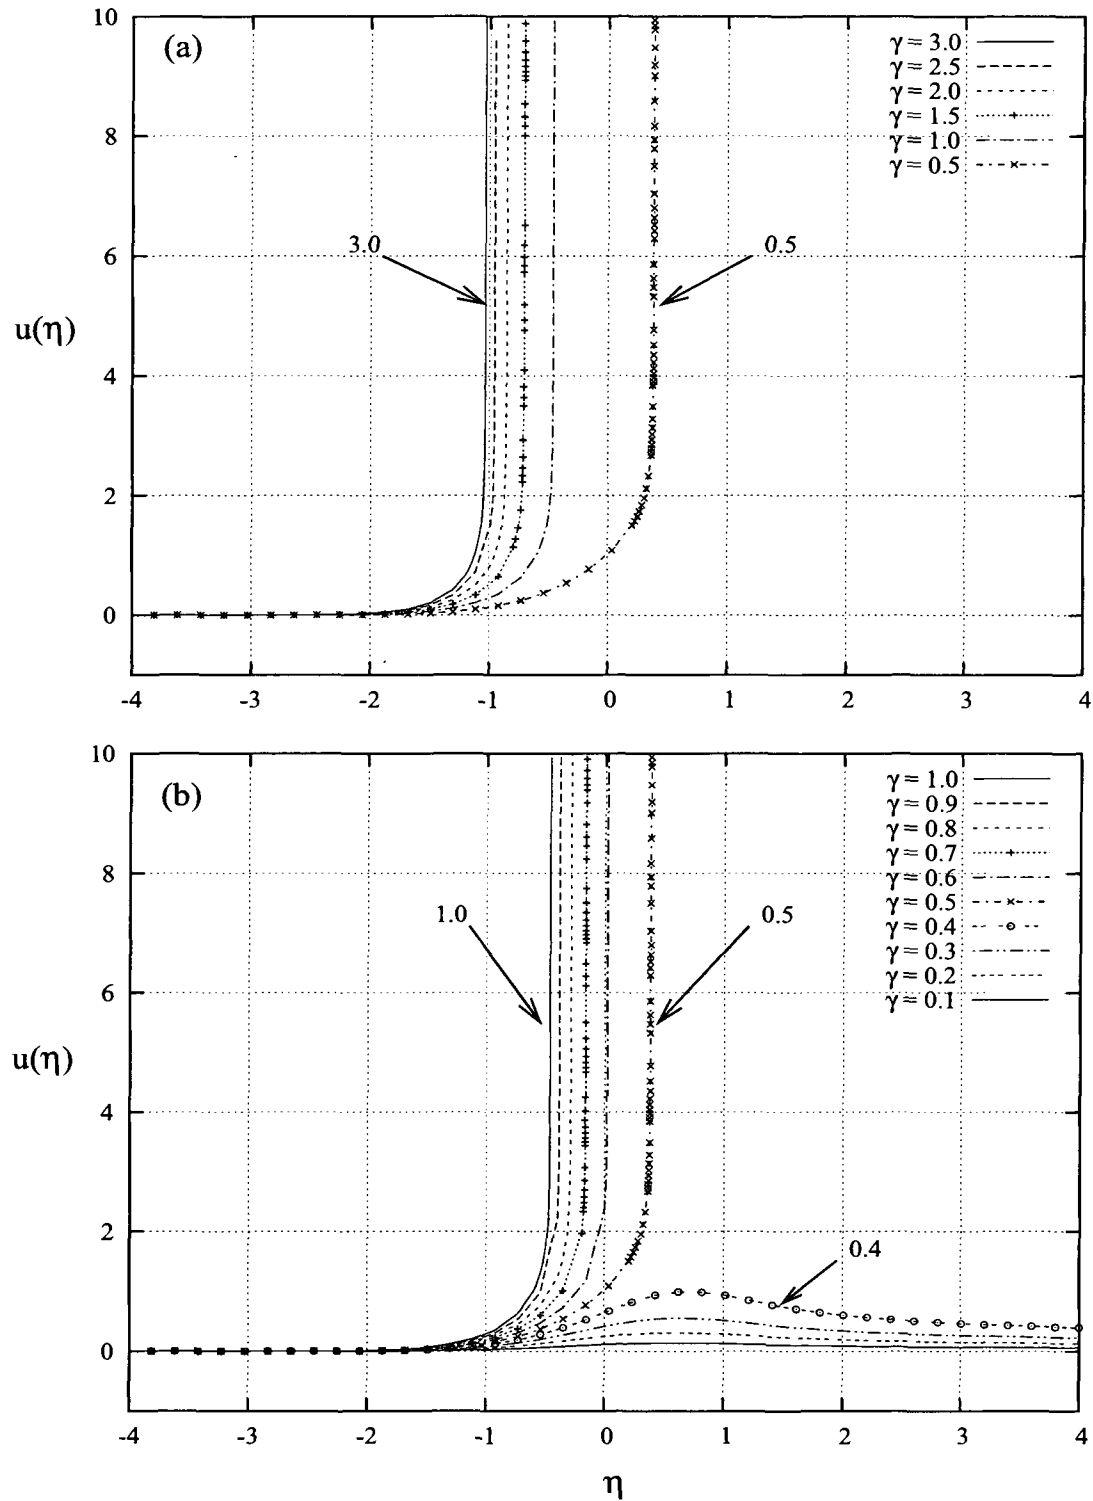 (a)
10
8
6
4
2
0
u(η)
γ = 3.0
γ = 2.5
γ = 2.0
γ = 1.5
γ = 1.0
γ = 0.5
3.0
0.5
-4 -3 -2 -1 0 1 2 3 4
(b)
10
8
6
4
2
0
u(η)
γ = 1.0
γ = 0.9
γ = 0.8
γ = 0.7
γ = 0.6
γ = 0.5
γ = 0.4
γ = 0.3
γ = 0.2
γ = 0.1
1.0
0.5
0.4
-4 -3 -2 -1 0 1 2 3 4
η